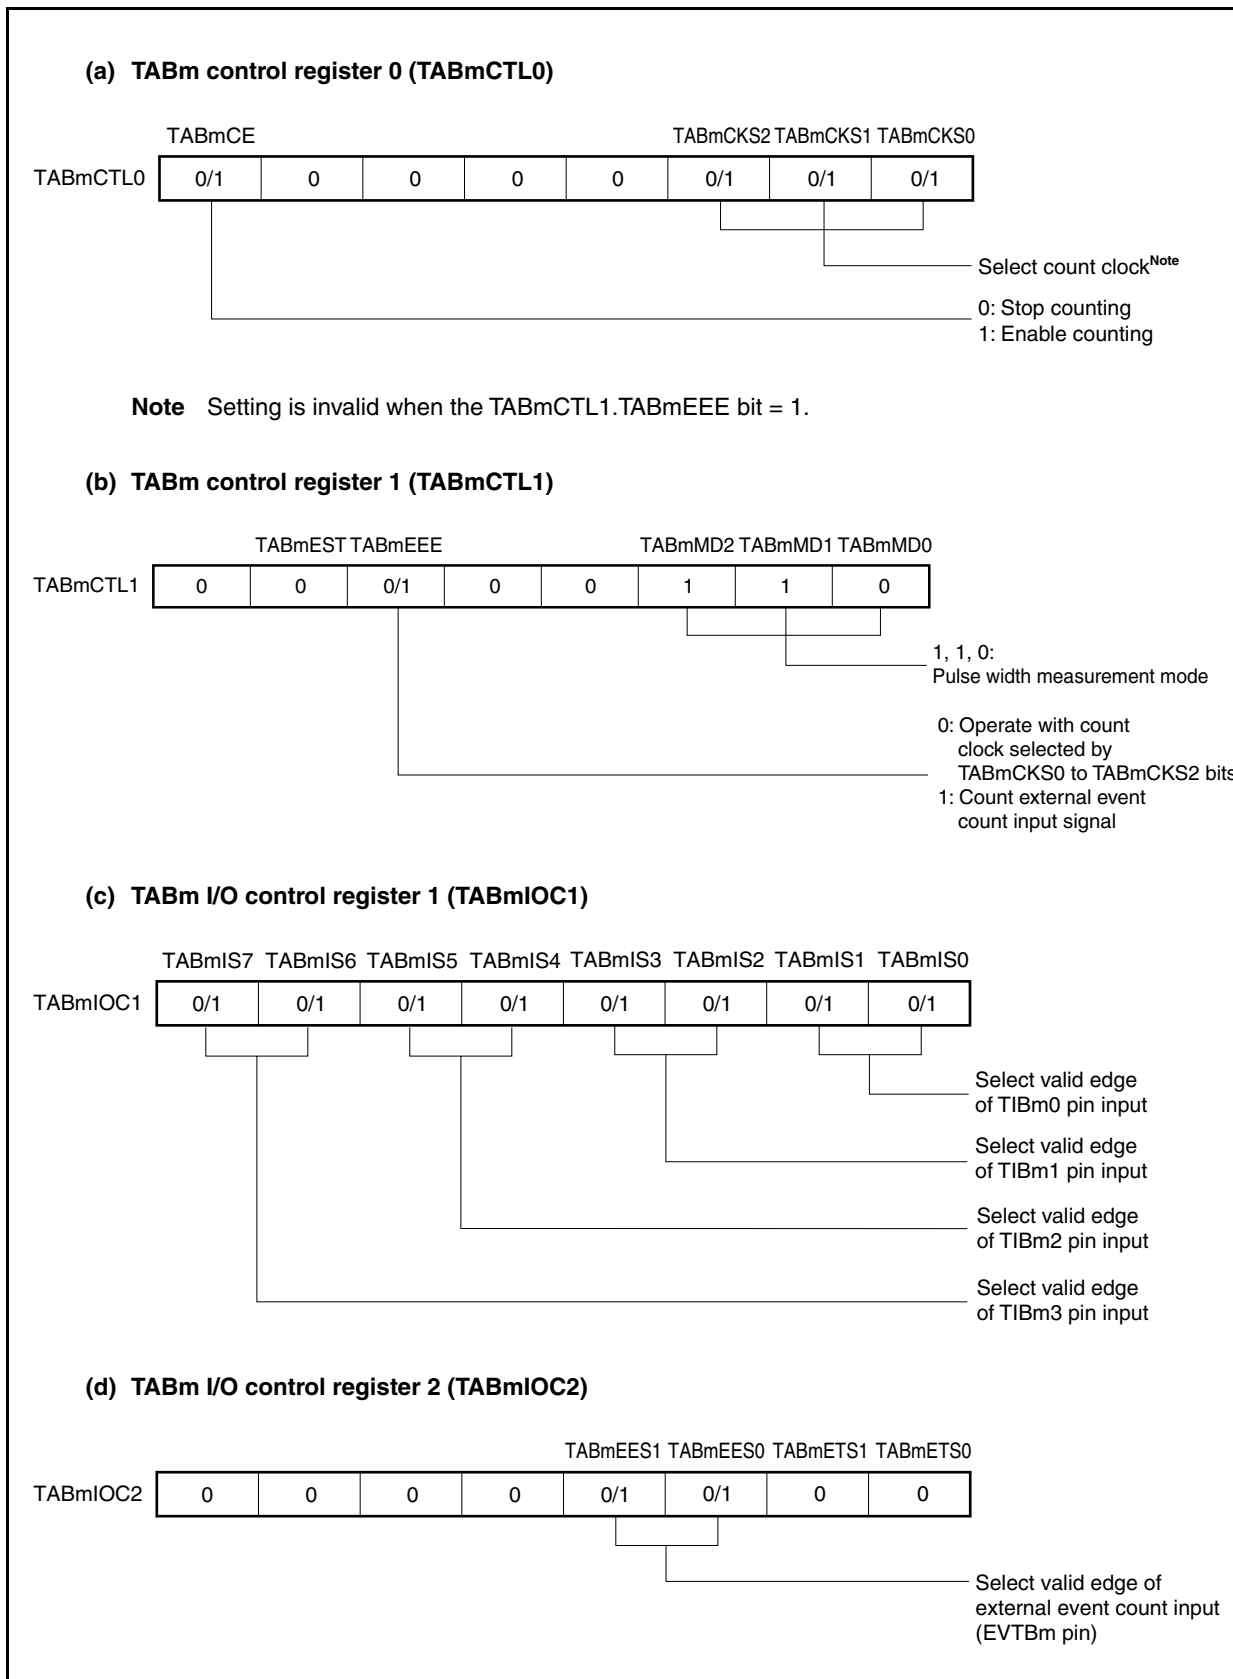 (a) TABm control register 0 (TABmCTL0)
TABmCE TABmCKS2 TABmCKS1 TABmCKS0
TABmCTL0 0/1 0 0 0 0 0/1 0/1 0/1
Select count clockNote
0: Stop counting
1: Enable counting
Note Setting is invalid when the TABmCTL1.TABmEEE bit = 1.
(b) TABm control register 1 (TABmCTL1)
TABmEST TABmEEE TABmMD2 TABmMD1 TABmMD0
TABmCTL1 0 0 0/1 0 0 1 1 0
1, 1, 0:
Pulse width measurement mode
0: Operate with count
clock selected by
TABmCKS0 to TABmCKS2 bits
1: Count external event
count input signal
(c) TABm I/O control register 1 (TABmIOC1)
TABmIS7 TABmIS6 TABmIS5 TABmIS4 TABmIS3 TABmIS2 TABmIS1 TABmIS0
TABmIOC1 0/1 0/1 0/1 0/1 0/1 0/1 0/1 0/1
Select valid edge
of TIBm0 pin input
Select valid edge
of TIBm1 pin input
Select valid edge
of TIBm2 pin input
Select valid edge
of TIBm3 pin input
(d) TABm I/O control register 2 (TABmIOC2)
TABmEES1 TABmEES0 TABmETS1 TABmETS0
TABmIOC2 0 0 0 0 0/1 0/1 0 0
Select valid edge of
external event count input
(EVTBm pin)